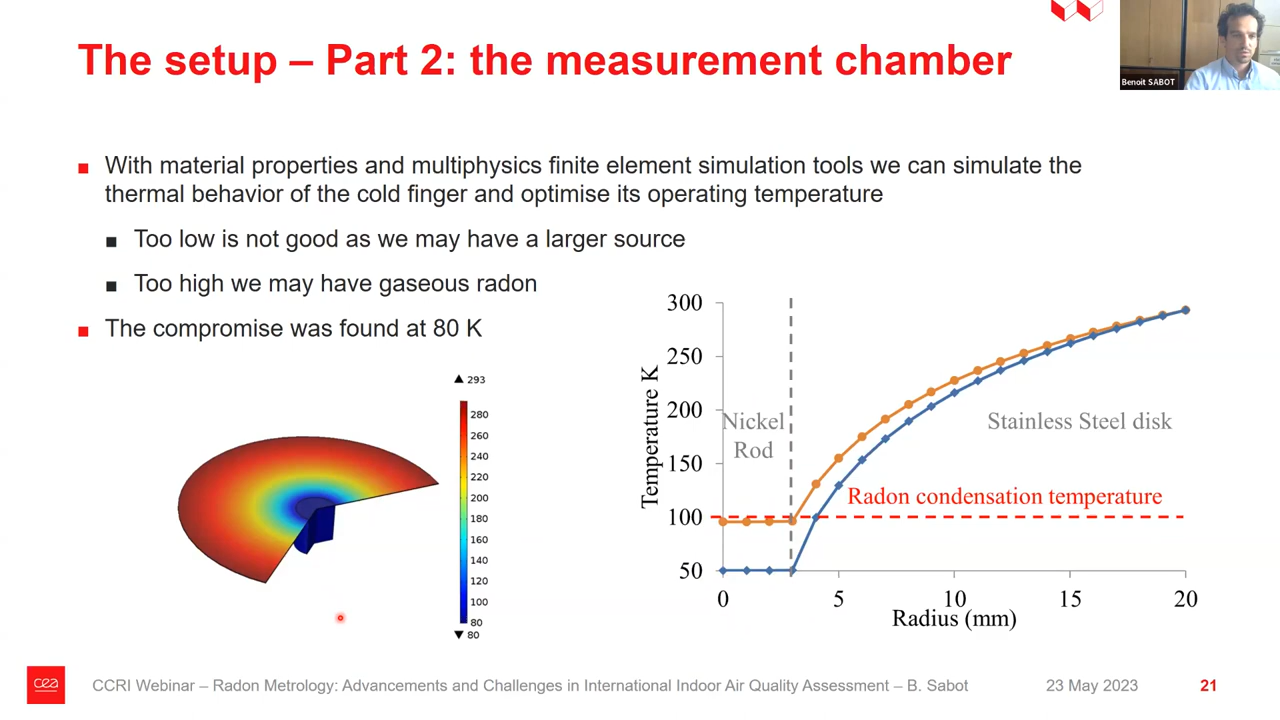 The setup – Part 2: the measurement chamber
Benoit SABOT
With material properties and multiphysics finite element simulation tools we can simulate the
thermal behavior of the cold finger and optimise its operating temperature
Too low is not good as we may have a larger source
Too high we may have gaseous radon
The compromise was found at 80 K
▲ 293
280
260
240
220
200
180
160
140
120
100
80
▼ 80
Temperature K
300
250
200
150
100
50
Nickel
Rod
Stainless Steel disk
Radon condensation temperature
0
5
10
15
20
Radius (mm)
cea
CCRI Webinar – Radon Metrology: Advancements and Challenges in International Indoor Air Quality Assessment – B. Sabot
23 May 2023
21